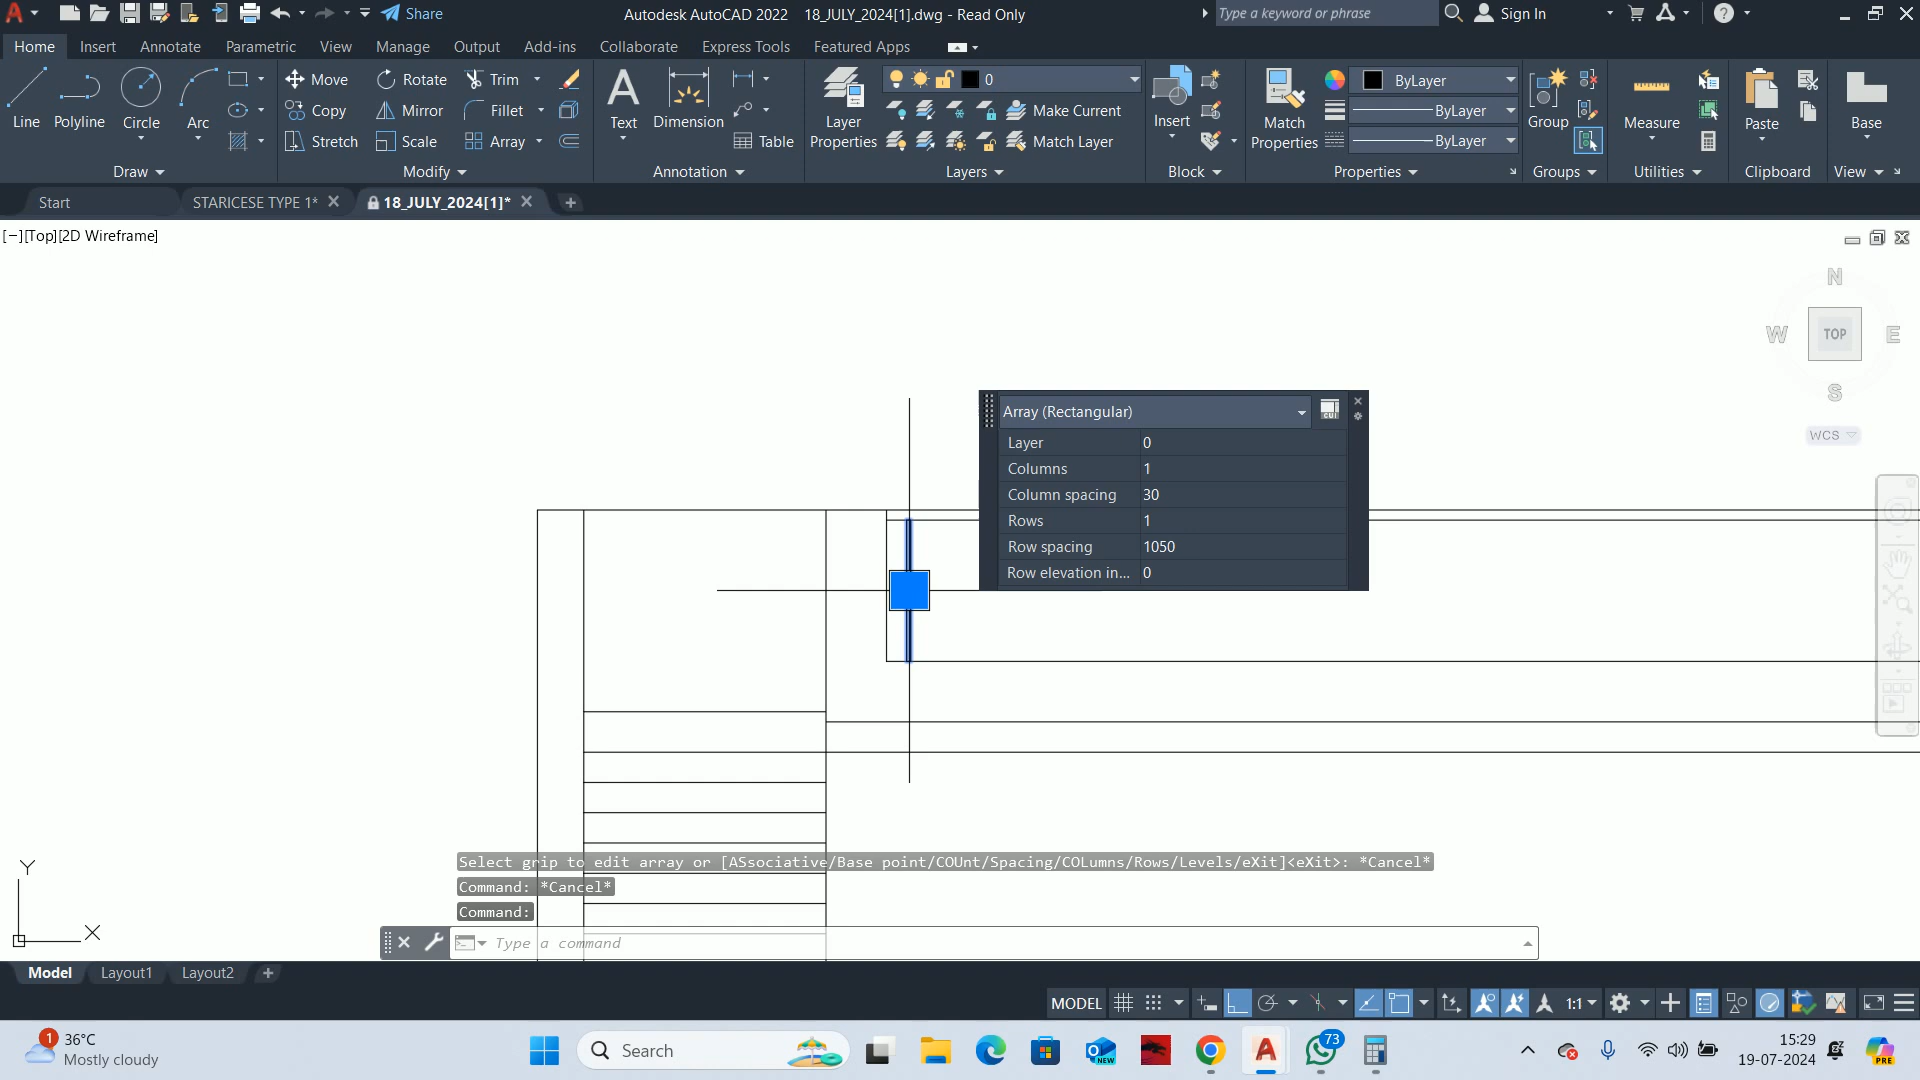 Share
Autodesk AutoCAD 2022 18_JULY_2024[1].dwg - Read Only
Type a keyword or phrase
Sign In
Home Insert Annotate Parametric View Manage Output Add-ins Collaborate Express Tools Featured Apps
Line Polyline Circle Arc
Move Rotate Trim
Copy Mirror Fillet
Stretch Scale Array
Text Dimension Table
Layer Properties
0
Make Current
Match Layer
Insert
Match Properties
ByLayer
ByLayer
ByLayer
Group
Measure
Paste
Base
Draw Modify Annotation Layers Block Properties Groups Utilities Clipboard View
Start STARICESE TYPE 1* 18_JULY_2024[1]*
[−][Top][2D Wireframe]
N
W TOP E
S
WCS
Array (Rectangular)
CUI
Layer 0
Columns 1
Column spacing 30
Rows 1
Row spacing 1050
Row elevation in... 0
Select grip to edit array or [ASsociative/Base point/COUnt/Spacing/COLumns/Rows/Levels/eXit]<eXit>: *Cancel*
Command: *Cancel*
Command:
Type a command
Y
X
Model Layout1 Layout2
MODEL 1:1
1
36°C
Mostly cloudy
Search
NEW
73
15:29
19-07-2024
PRE